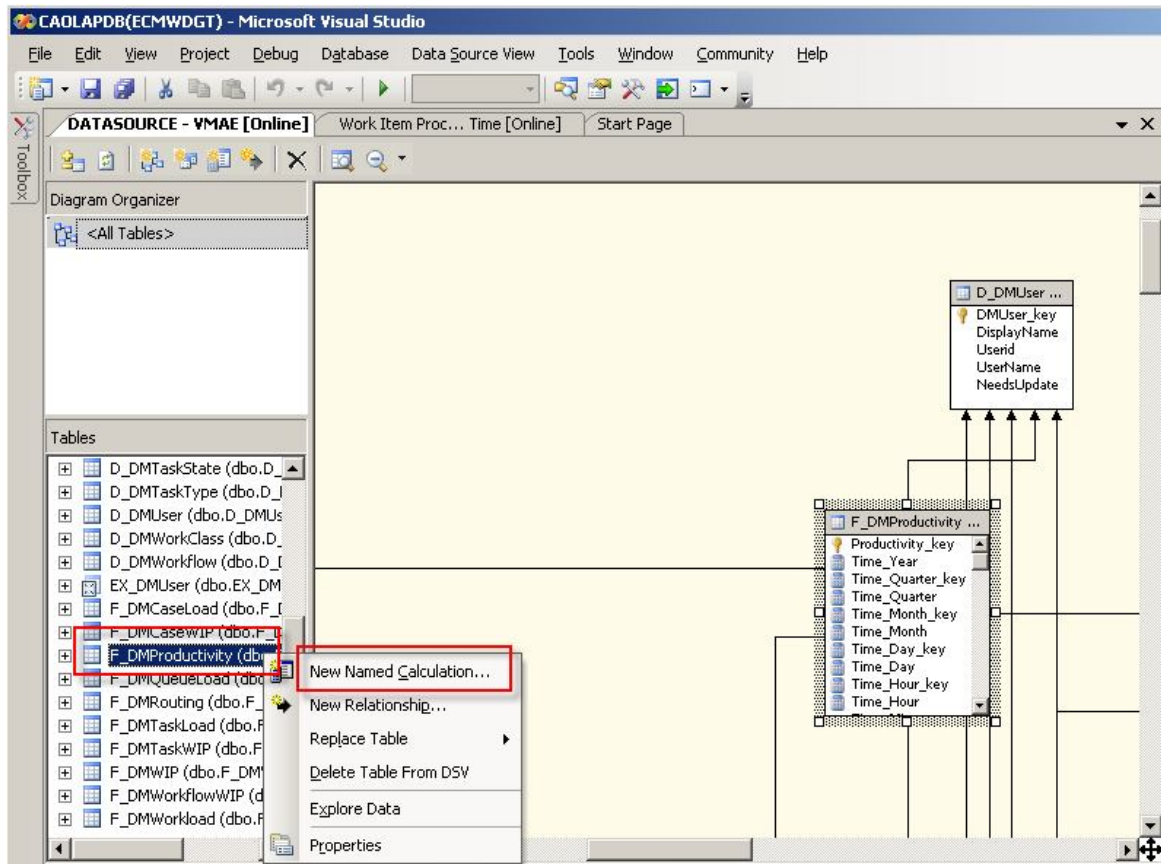 CAOLAPDB(ECMWDGT) - Microsoft Visual Studio
File Edit View Project Debug Database Data Source View Tools Window Community Help
DATASOURCE - VMAE [Online] Work Item Proc... Time [Online] Start Page
Toolbox
Diagram Organizer
<All Tables>
D_DMUser ...
DMUser_key
DisplayName
Userid
UserName
NeedsUpdate
Tables
D_DMTaskState (dbo.D_
D_DMTaskType (dbo.D_
D_DMUser (dbo.D_DMUs
D_DMWorkClass (dbo.D_
D_DMWorkflow (dbo.D_
EX_DMUser (dbo.EX_DM
F_DMCaseLoad (dbo.F_
F_DMCaseWIP (dbo.F_
F_DMProductivity (dbo
F_DMQueueLoad (dbo
F_DMRouting (dbo.F_
F_DMTaskLoad (dbo.F
F_DMTaskWIP (dbo.F
F_DMWIP (dbo.F_DM
F_DMWorkflowWIP (d
F_DMWorkload (dbo.F
New Named Calculation...
New Relationship...
Replace Table
Delete Table From DSV
Explore Data
Properties
F_DMProductivity ...
Productivity_key
Time_Year
Time_Quarter_key
Time_Quarter
Time_Month_key
Time_Month
Time_Day_key
Time_Day
Time_Hour_key
Time_Hour